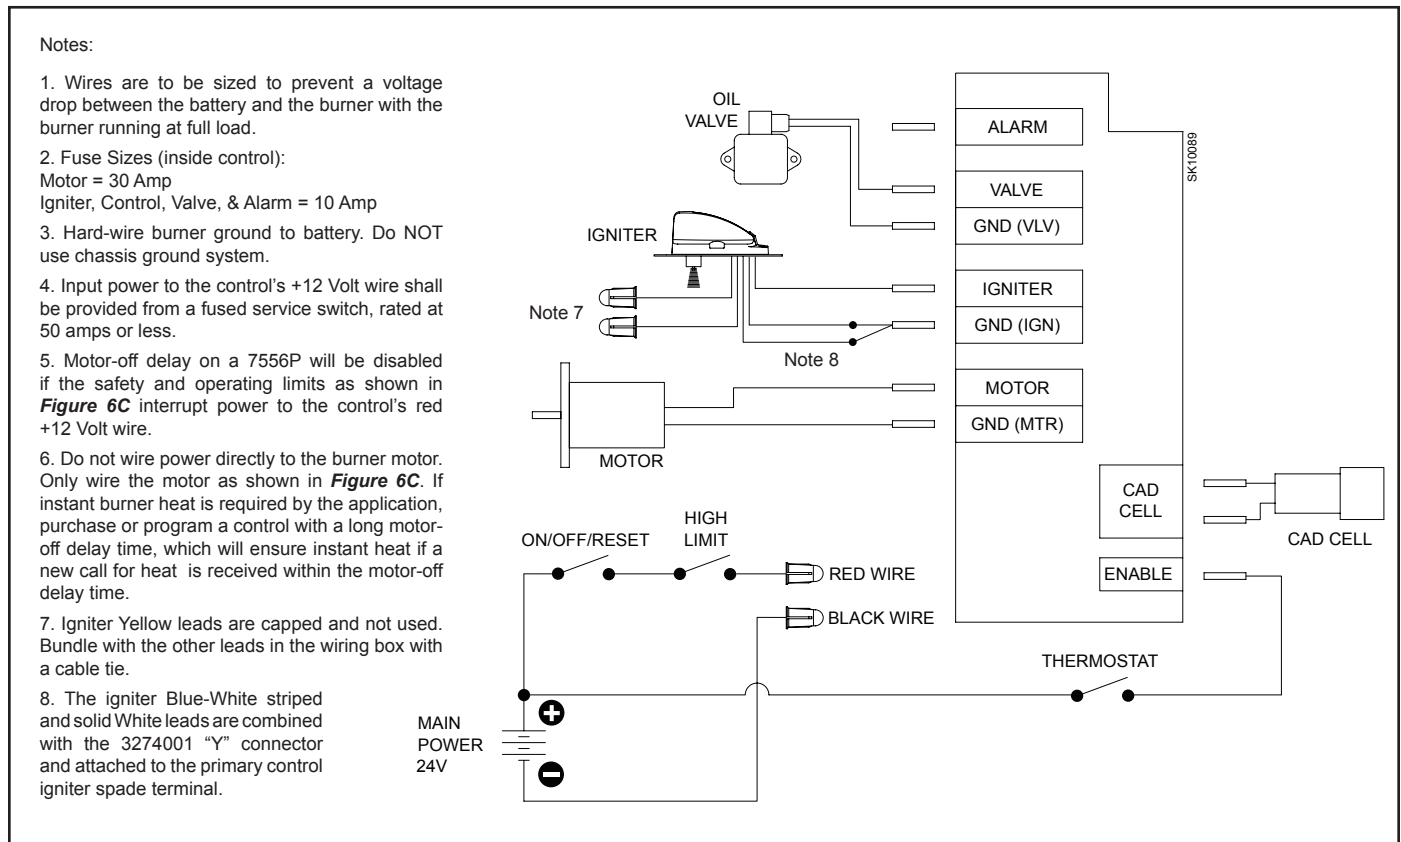 Notes:
1. Wires are to be sized to prevent a voltage
drop between the battery and the burner with the
burner running at full load.
2. Fuse Sizes (inside control):
Motor = 30 Amp
Igniter, Control, Valve, & Alarm = 10 Amp
3. Hard-wire burner ground to battery. Do NOT
use chassis ground system.
4. Input power to the control's +12 Volt wire shall
be provided from a fused service switch, rated at
50 amps or less.
5. Motor-off delay on a 7556P will be disabled
if the safety and operating limits as shown in
Figure 6C interrupt power to the control's red
+12 Volt wire.
6. Do not wire power directly to the burner motor.
Only wire the motor as shown in Figure 6C. If
instant burner heat is required by the application,
purchase or program a control with a long motor-
off delay time, which will ensure instant heat if a
new call for heat is received within the motor-off
delay time.
7. Igniter Yellow leads are capped and not used.
Bundle with the other leads in the wiring box with
a cable tie.
8. The igniter Blue-White striped
and solid White leads are combined
with the 3274001 “Y” connector
and attached to the primary control
igniter spade terminal.
OIL
VALVE
IGNITER
Note 7
Note 8
MOTOR
ALARM
VALVE
GND (VLV)
IGNITER
GND (IGN)
MOTOR
GND (MTR)
SK10089
CAD
CELL
ENABLE
CAD CELL
ON/OFF/RESET
HIGH
LIMIT
RED WIRE
BLACK WIRE
THERMOSTAT
MAIN
POWER
24V
+
−